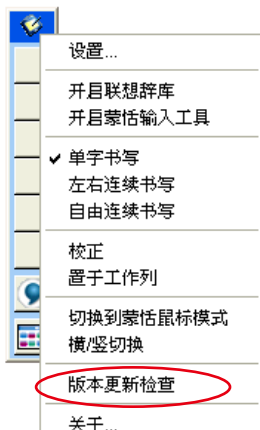 设置...
开启联想辞库
开启蒙恬输入工具
单字书写
左右连续书写
自由连续书写
校正
置于工作列
切换到蒙恬鼠标模式
横/竖切换
版本更新检查
关于...